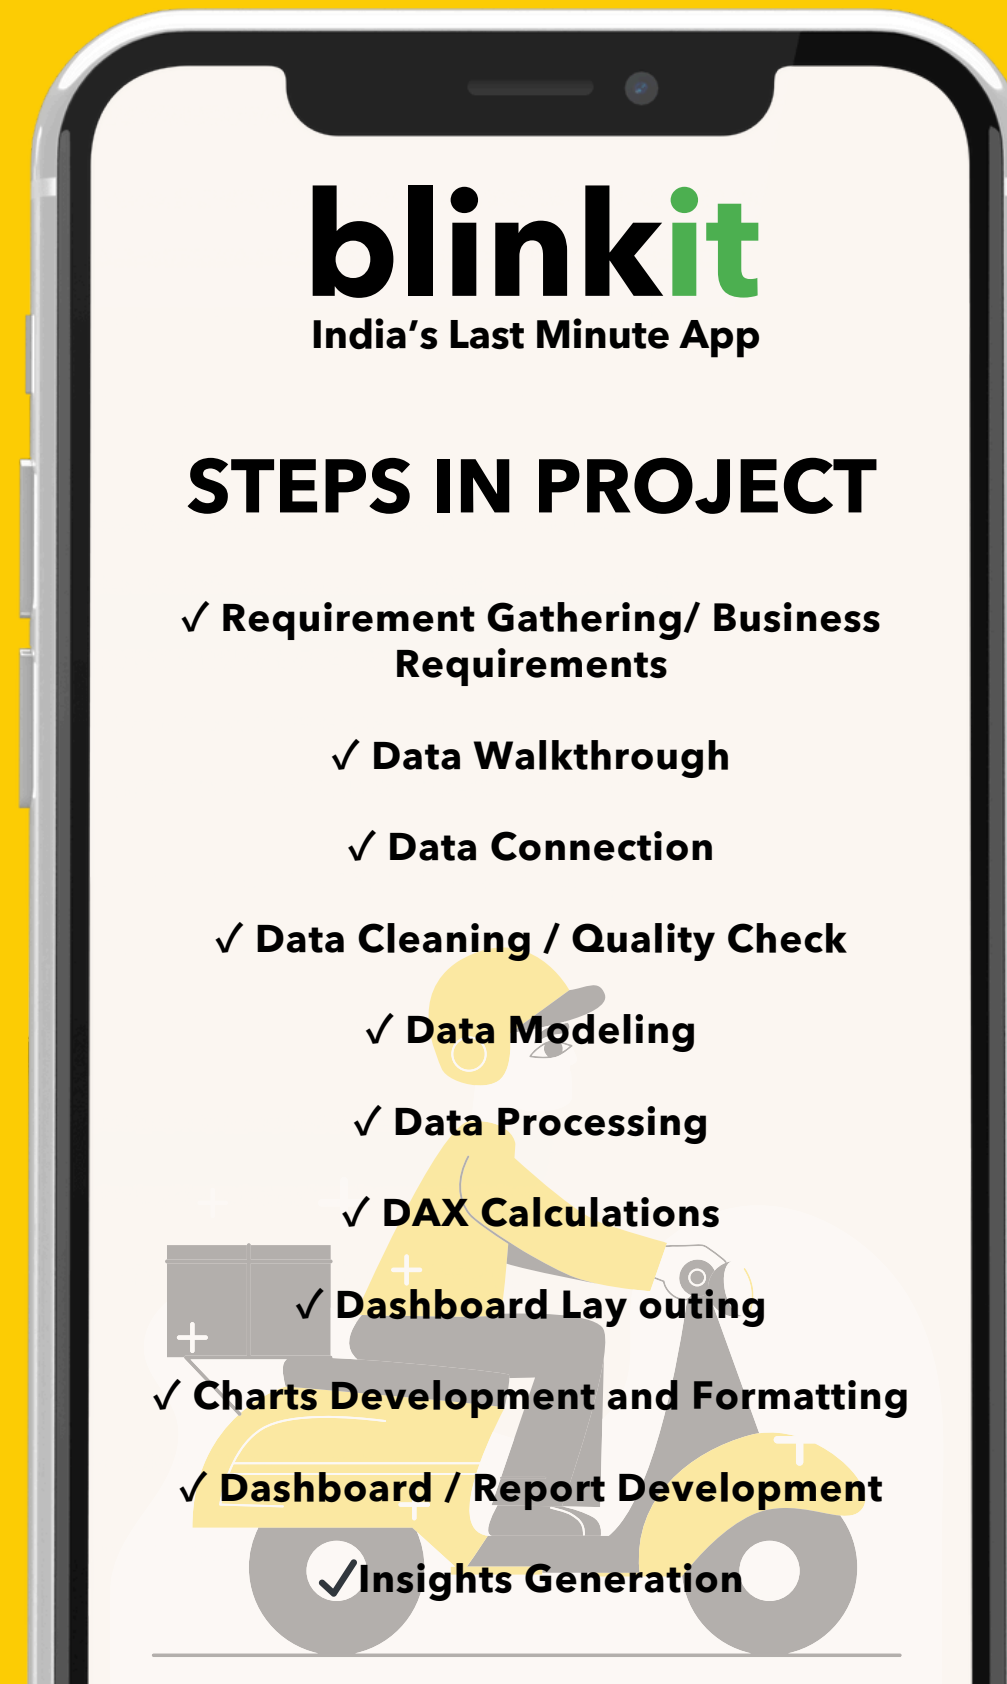 blinkit
India’s Last Minute App
STEPS IN PROJECT
✓ Requirement Gathering/ Business
Requirements
✓ Data Walkthrough
✓ Data Connection
✓ Data Cleaning / Quality Check
✓ Data Modeling
✓ Data Processing
✓ DAX Calculations
✓ Dashboard Lay outing
✓ Charts Development and Formatting
✓ Dashboard / Report Development
✓Insights Generation